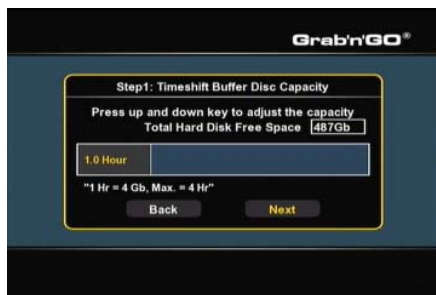 Grab'n'GO®
Step1: Timeshift Buffer Disc Capacity
Press up and down key to adjust the capacity
Total Hard Disk Free Space 487Gb
1.0 Hour
"1 Hr = 4 Gb, Max. = 4 Hr"
Back Next